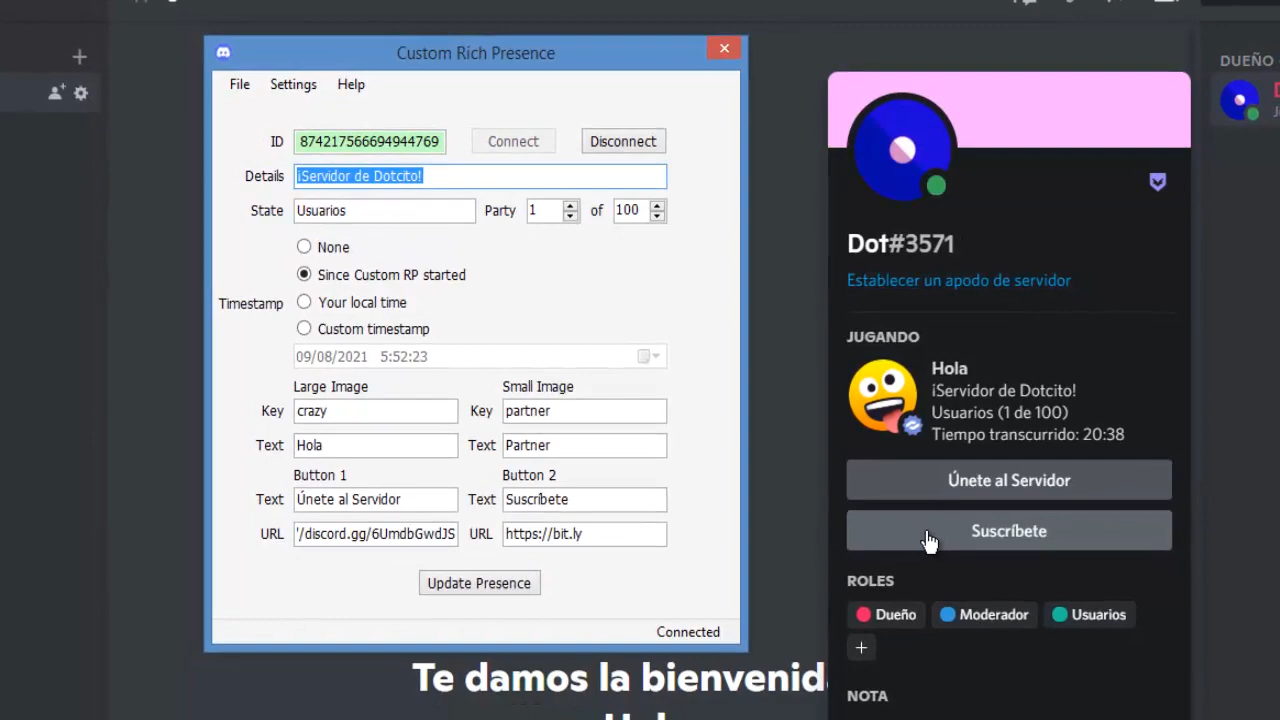 Custom Rich Presence
File Settings Help
ID 874217566694944769 Connect Disconnect
Details ¡Servidor de Dotcito!
State Usuarios Party 1 of 100
None
Since Custom RP started
Timestamp
Your local time
Custom timestamp
09/08/2021 5:52:23
Large Image Small Image
Key crazy Key partner
Text Hola Text Partner
Button 1 Button 2
Text Únete al Servidor Text Suscríbete
URL '/discord.gg/6UmdbGwdJS URL https://bit.ly
Update Presence
Connected
Te damos la bienvenid
DUEÑO
Dot#3571
Establecer un apodo de servidor
JUGANDO
Hola
¡Servidor de Dotcito!
Usuarios (1 de 100)
Tiempo transcurrido: 20:38
Únete al Servidor
Suscríbete
ROLES
Dueño Moderador Usuarios
+
NOTA